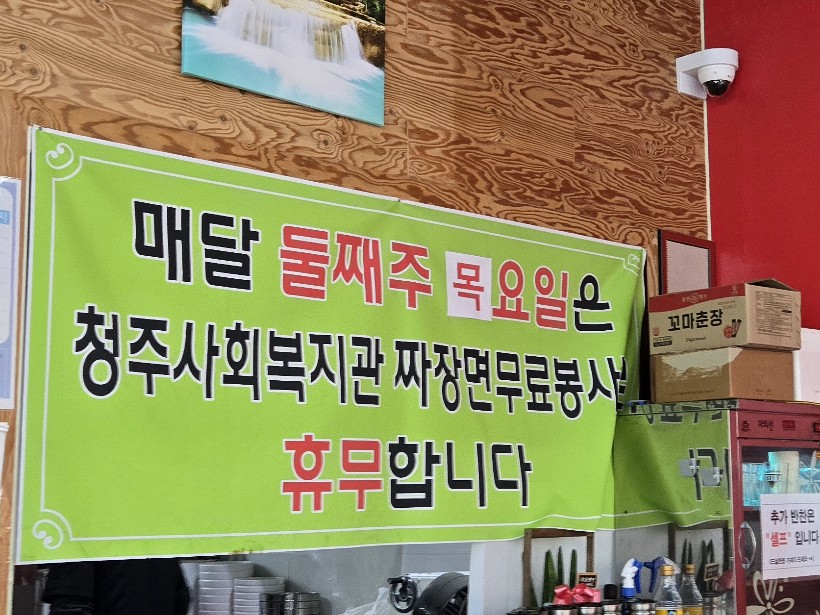 매달 둘째주 목요일은
청주사회복지관 짜장면무료봉사
휴무합니다
꼬마춘장
추가 반찬은
"셀프" 입니다